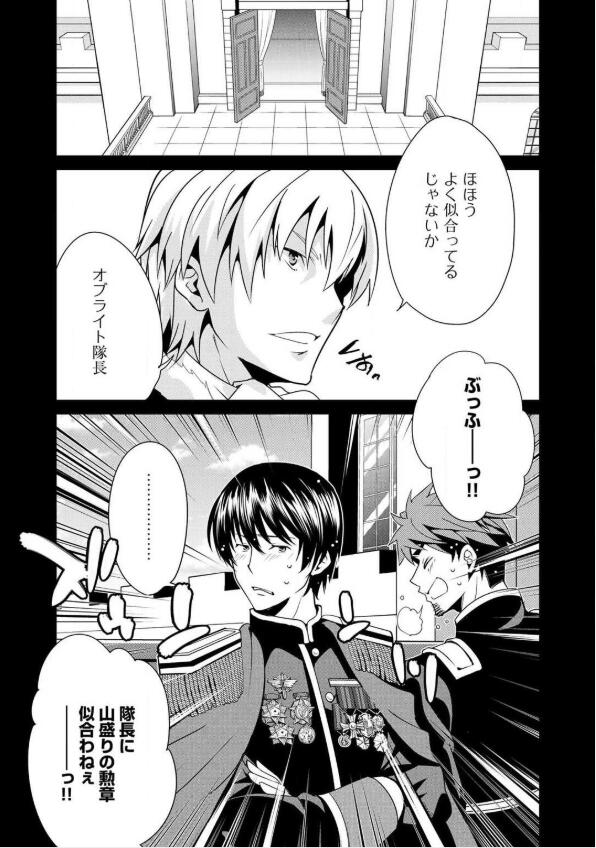 ほほう
よく似合ってる
じゃないか
オブライト隊長
ぶっふ──っ!!
………
隊長に
山盛りの勲章
似合わねぇ
──っ!!